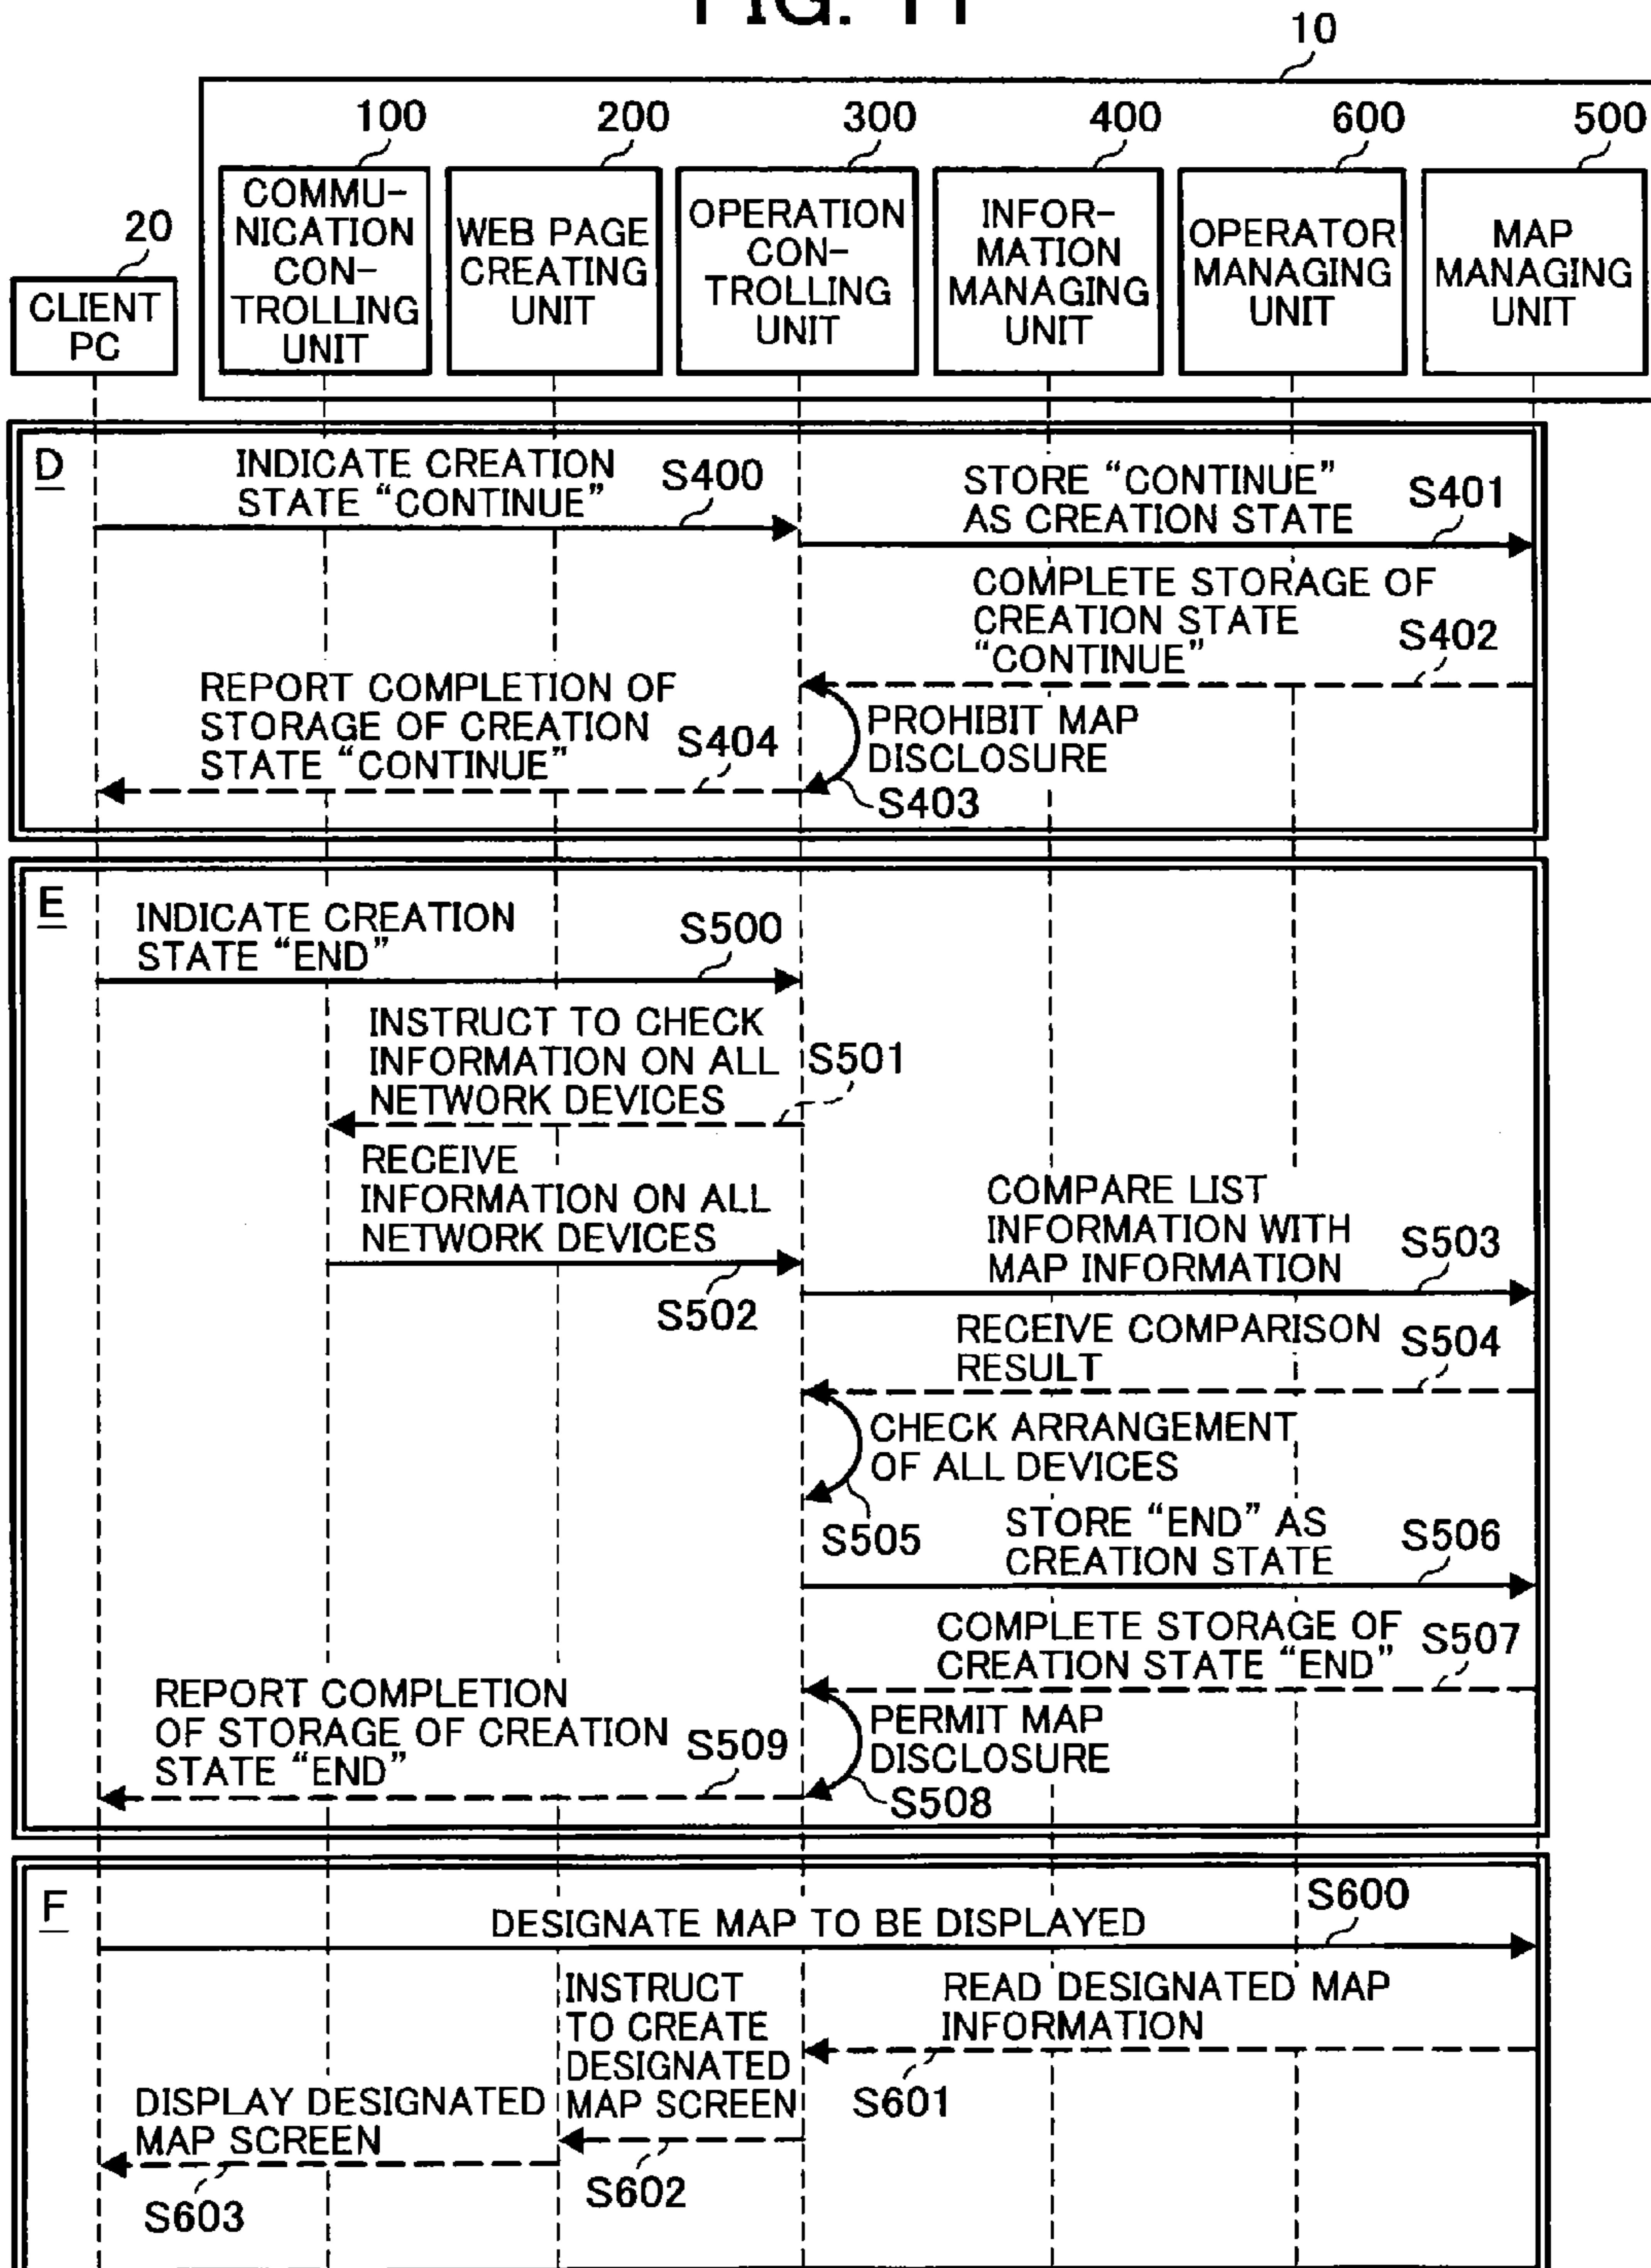 FIG. 11
10
100
200
300
400
600
500
20
CLIENT
PC
COMMU-
NICATION
CON-
TROLLING
UNIT
WEB PAGE
CREATING
UNIT
OPERATION
CON-
TROLLING
UNIT
INFOR-
MATION
MANAGING
UNIT
OPERATOR
MANAGING
UNIT
MAP
MANAGING
UNIT
D
INDICATE CREATION
STATE “CONTINUE”
S400
STORE “CONTINUE”
AS CREATION STATE
S401
COMPLETE STORAGE OF
CREATION STATE
“CONTINUE”
S402
PROHIBIT MAP
DISCLOSURE
S403
REPORT COMPLETION OF
STORAGE OF CREATION
STATE “CONTINUE”
S404
E
INDICATE CREATION
STATE “END”
S500
INSTRUCT TO CHECK
INFORMATION ON ALL
NETWORK DEVICES
S501
RECEIVE
INFORMATION ON ALL
NETWORK DEVICES
S502
COMPARE LIST
INFORMATION WITH
MAP INFORMATION
S503
RECEIVE COMPARISON
RESULT
S504
CHECK ARRANGEMENT
OF ALL DEVICES
S505
STORE “END” AS
CREATION STATE
S506
COMPLETE STORAGE OF
CREATION STATE “END”
S507
PERMIT MAP
DISCLOSURE
S508
REPORT COMPLETION
OF STORAGE OF CREATION
STATE “END”
S509
F
DESIGNATE MAP TO BE DISPLAYED
S600
READ DESIGNATED MAP
INFORMATION
S601
INSTRUCT
TO CREATE
DESIGNATED
MAP SCREEN
S602
DISPLAY DESIGNATED
MAP SCREEN
S603